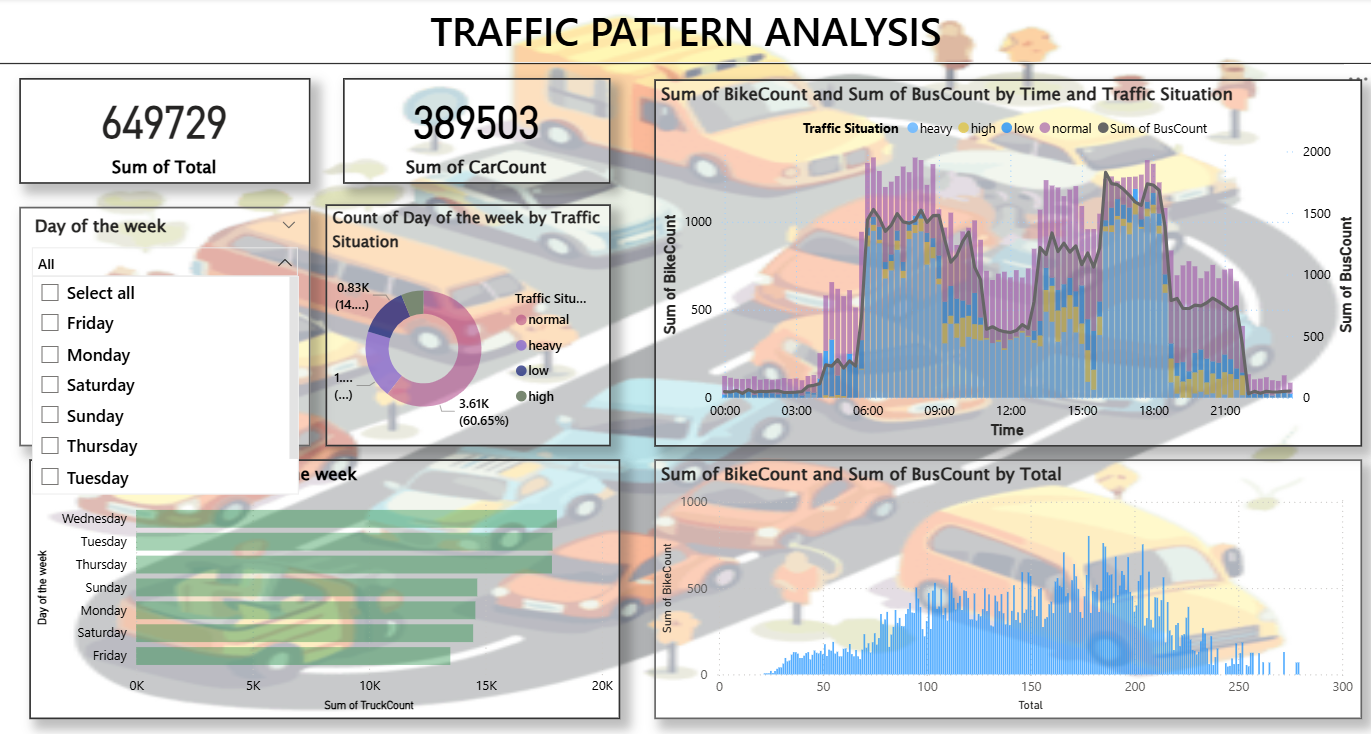 TRAFFIC PATTERN ANALYSIS
649729
Sum of Total
389503
Sum of CarCount
Day of the week
All
Select all
Friday
Monday
Saturday
Sunday
Thursday
Tuesday
Count of Day of the week by Traffic
Situation
0.83K
(14....)
1....
(...)
3.61K
(60.65%)
Traffic Situ...
normal
heavy
low
high
Sum of BikeCount and Sum of BusCount by Time and Traffic Situation
Traffic Situation heavy high low normal Sum of BusCount
Sum of BikeCount
1000
500
0
2000
1500
1000
500
0
Sum of BusCount
00:00 03:00 06:00 09:00 12:00 15:00 18:00 21:00
Time
e week
Day of the week
Wednesday
Tuesday
Thursday
Sunday
Monday
Saturday
Friday
0K 5K 10K 15K 20K
Sum of TruckCount
Sum of BikeCount and Sum of BusCount by Total
Sum of BikeCount
1000
500
0
0 50 100 150 200 250 300
Total